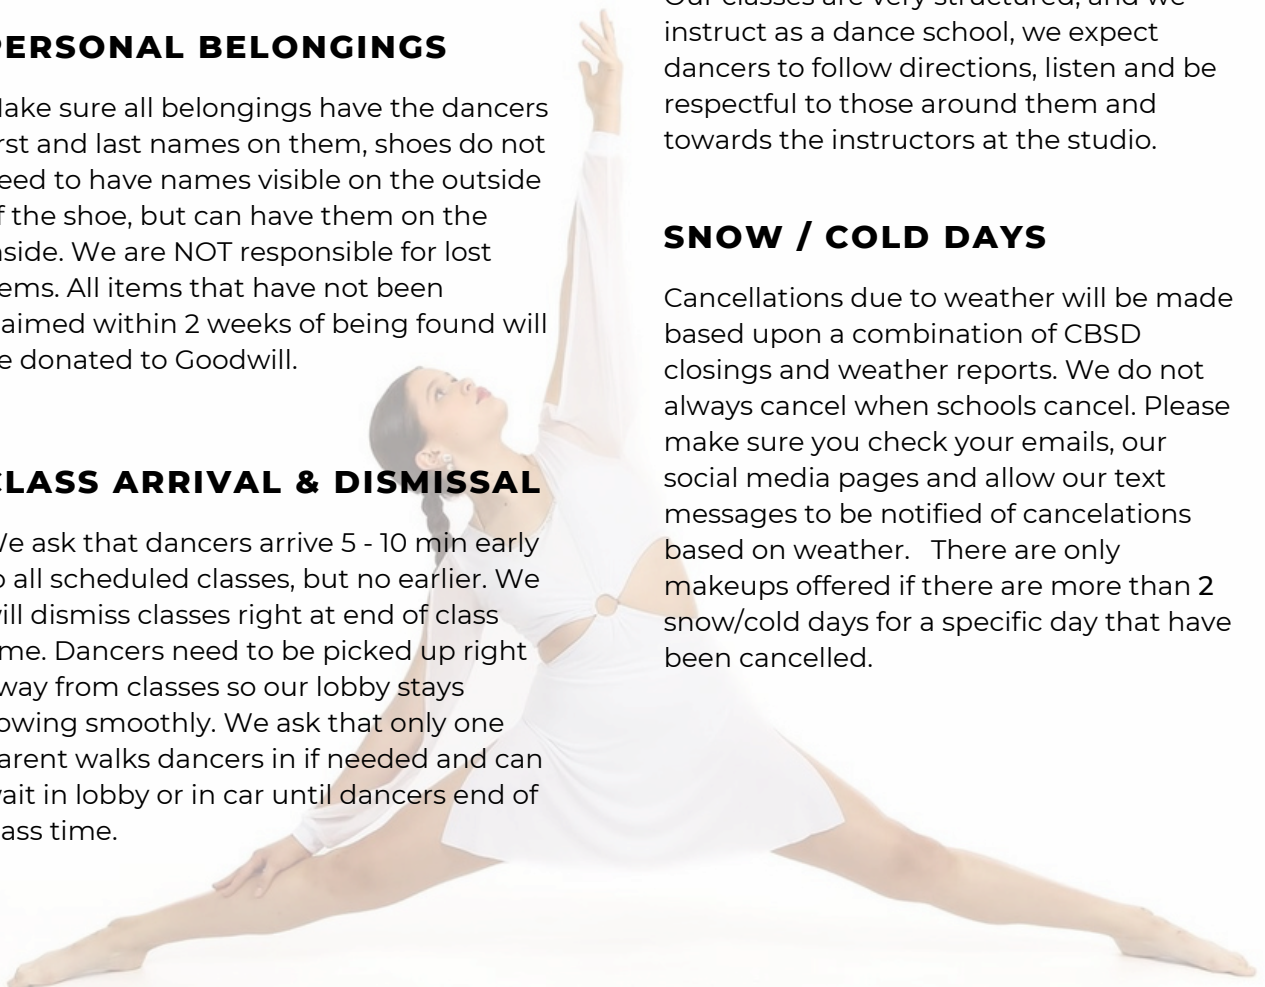 PERSONAL BELONGINGS
Make sure all belongings have the dancers
first and last names on them, shoes do not
need to have names visible on the outside
of the shoe, but can have them on the
inside. We are NOT responsible for lost
items. All items that have not been
claimed within 2 weeks of being found will
be donated to Goodwill.
CLASS ARRIVAL & DISMISSAL
We ask that dancers arrive 5 - 10 min early
to all scheduled classes, but no earlier. We
will dismiss classes right at end of class
time. Dancers need to be picked up right
away from classes so our lobby stays
flowing smoothly. We ask that only one
parent walks dancers in if needed and can
wait in lobby or in car until dancers end of
class time.
Our classes are very structured, and we
instruct as a dance school, we expect
dancers to follow directions, listen and be
respectful to those around them and
towards the instructors at the studio.
SNOW / COLD DAYS
Cancellations due to weather will be made
based upon a combination of CBSD
closings and weather reports. We do not
always cancel when schools cancel. Please
make sure you check your emails, our
social media pages and allow our text
messages to be notified of cancelations
based on weather.   There are only
makeups offered if there are more than 2
snow/cold days for a specific day that have
been cancelled.